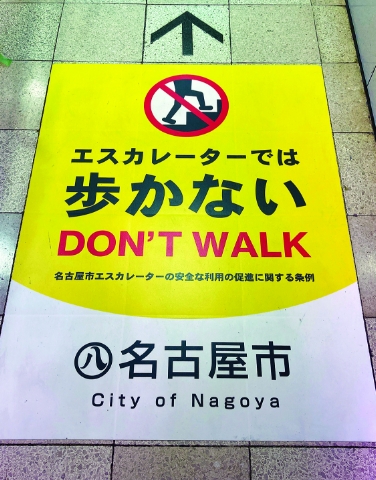 エスカレーターでは
歩かない
DON'T WALK
名古屋市エスカレーターの安全な利用の促進に関する条例
八 名古屋市
City of Nagoya